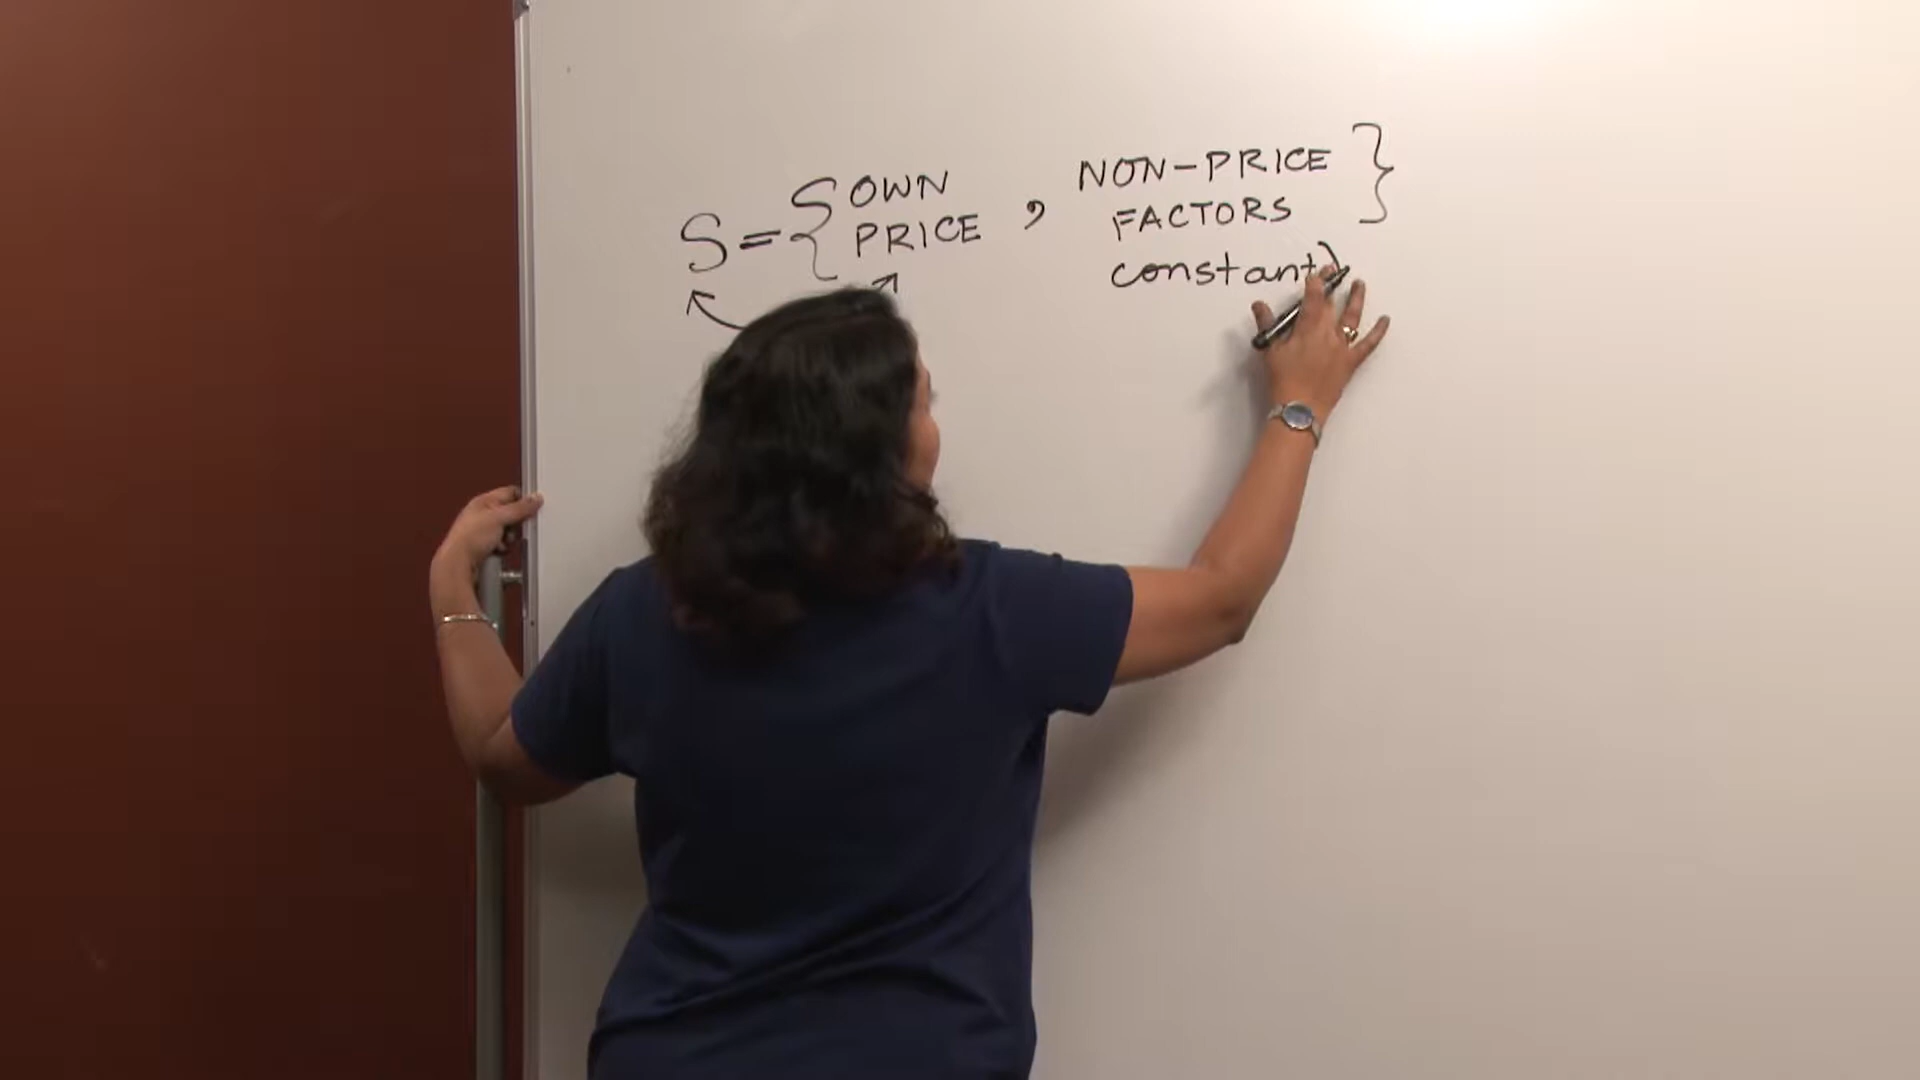 S = { OWN PRICE , NON-PRICE FACTORS }
constant)